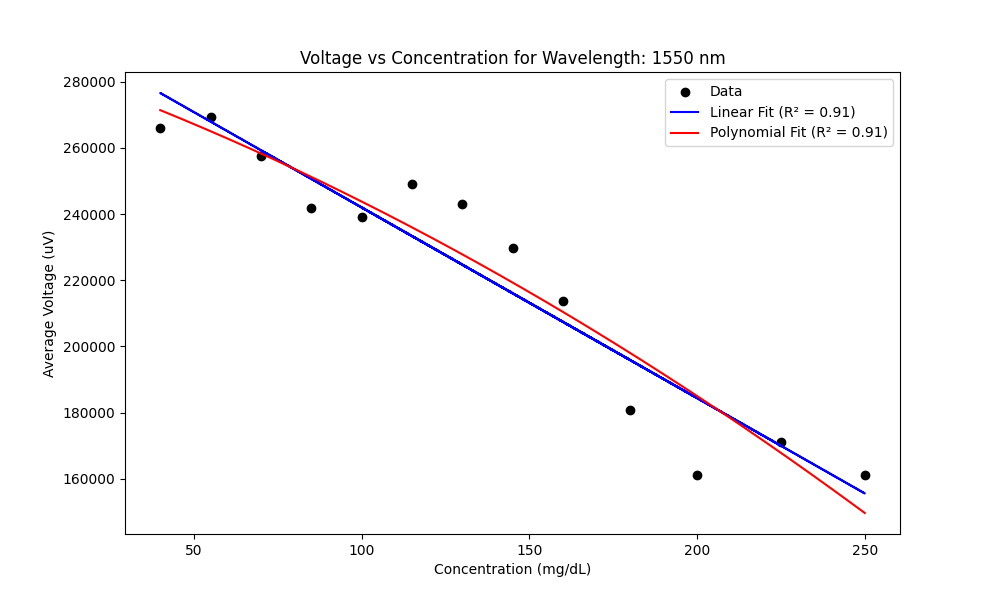 Voltage vs Concentration for Wavelength: 1550 nm
Data
Linear Fit (R² = 0.91)
Polynomial Fit (R² = 0.91)
280000
260000
240000
220000
200000
180000
160000
Average Voltage (uV)
50
100
150
200
250
Concentration (mg/dL)